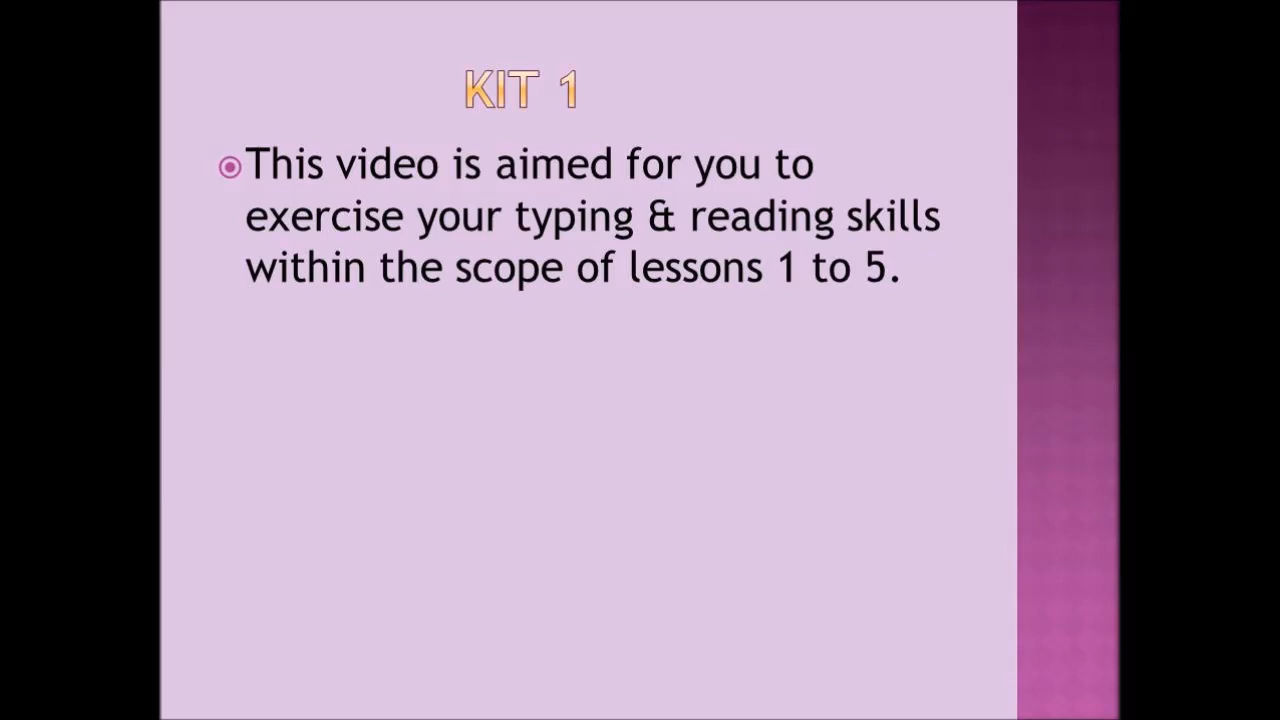 KIT 1
This video is aimed for you to
exercise your typing & reading skills
within the scope of lessons 1 to 5.